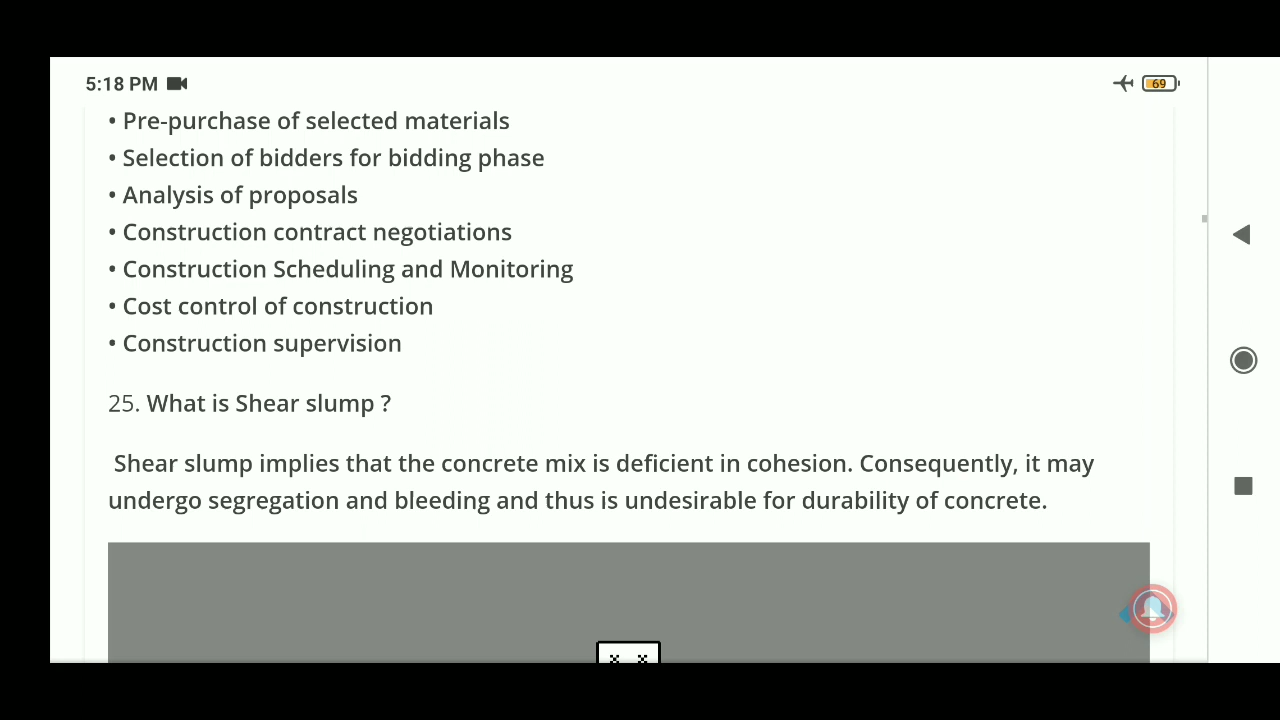 5:18 PM
69
• Pre-purchase of selected materials
• Selection of bidders for bidding phase
• Analysis of proposals
• Construction contract negotiations
• Construction Scheduling and Monitoring
• Cost control of construction
• Construction supervision
25. What is Shear slump ?
Shear slump implies that the concrete mix is deficient in cohesion. Consequently, it may
undergo segregation and bleeding and thus is undesirable for durability of concrete.